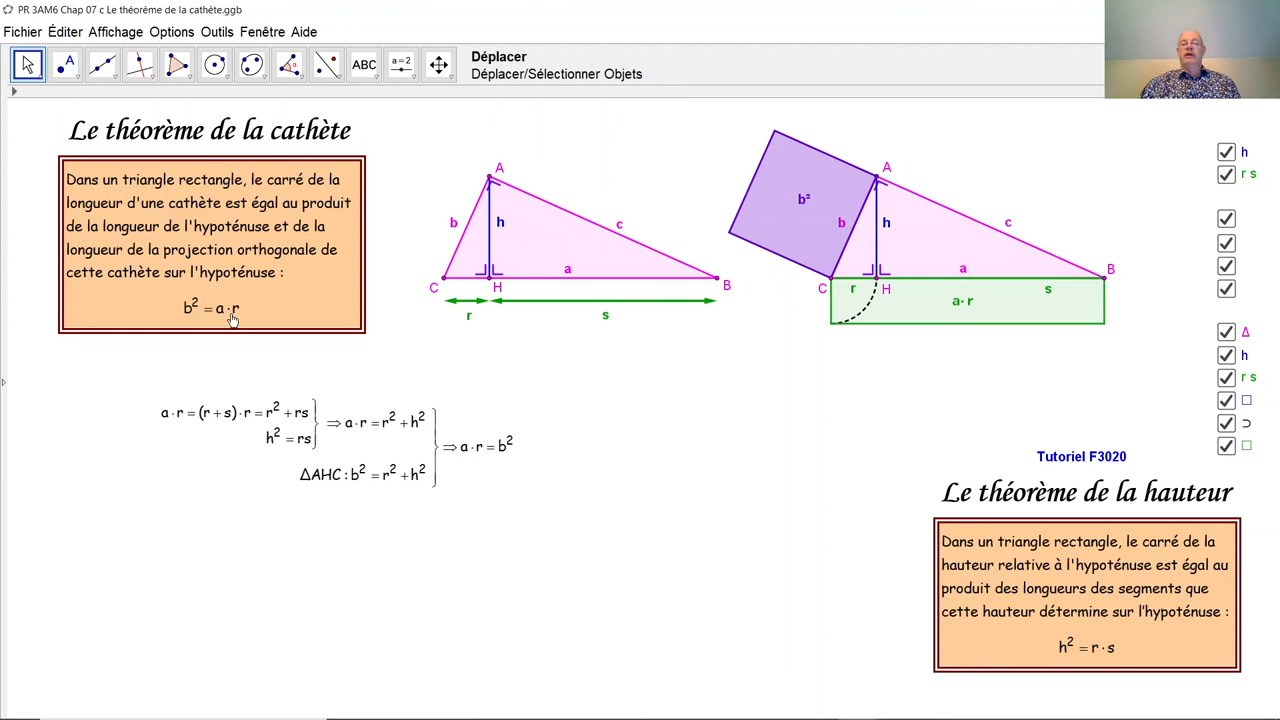 PR 3AM6 Chap 07 c Le théorème de la cathète.ggb
Fichier Éditer Affichage Options Outils Fenêtre Aide
A ABC a=2 Déplacer
Déplacer/Sélectionner Objets
Le théorème de la cathète
Dans un triangle rectangle, le carré de la
longueur d'une cathète est égal au produit
de la longueur de l'hypoténuse et de la
longueur de la projection orthogonale de
cette cathète sur l'hypoténuse :
b² = a · r
A
b h c
a
C H B
r s
A
b²
b h c
a B
C r H s
a· r
h
r s
Δ
h
r s
a · r = (r + s) · r = r² + rs
h² = rs
⇒ a · r = r² + h²
⇒ a · r = b²
ΔAHC : b² = r² + h²
Tutoriel F3020
Le théorème de la hauteur
Dans un triangle rectangle, le carré de la
hauteur relative à l'hypoténuse est égal au
produit des longueurs des segments que
cette hauteur détermine sur l'hypoténuse :
h² = r · s